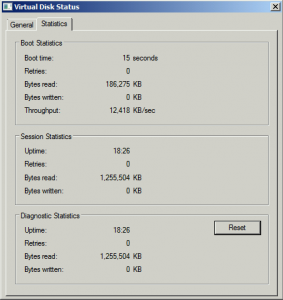 Virtual Disk Status
General Statistics
Boot Statistics
Boot time: 15 seconds
Retries: 0
Bytes read: 186,275 KB
Bytes written: 0 KB
Throughput: 12,418 KB/sec
Session Statistics
Uptime: 18:26
Retries: 0
Bytes read: 1,255,504 KB
Bytes written: 0 KB
Diagnostic Statistics
Uptime: 18:26 Reset
Retries: 0
Bytes read: 1,255,504 KB
Bytes written: 0 KB